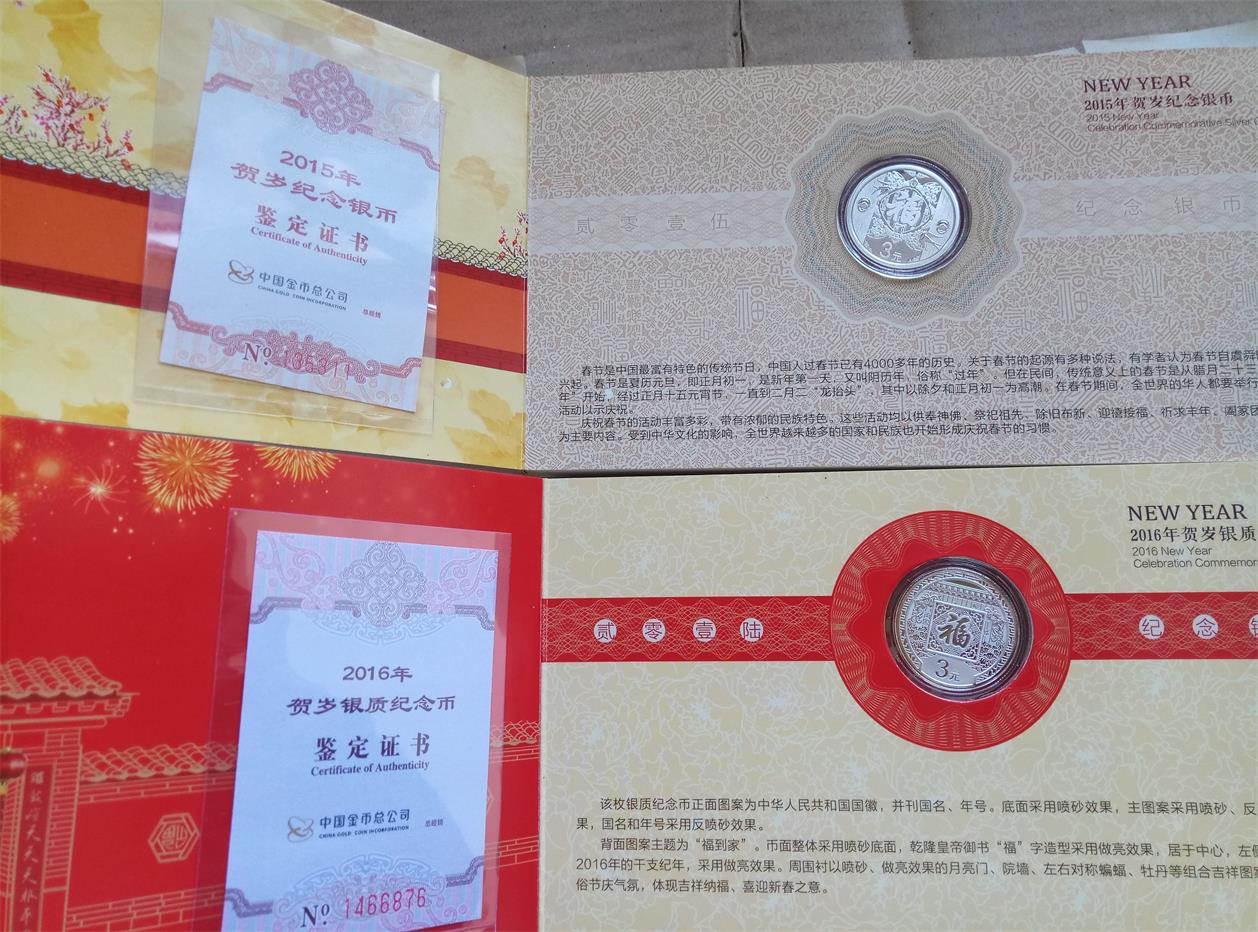 2015年
贺岁纪念银币
鉴定证书
Certificate of Authenticity
中国金币总公司
CHINA GOLD COIN INCORPORATION
总经销
No.
NEW YEAR
2015年贺岁纪念银币
2015 New Year
Celebration Commemorative Silver
贰零壹伍
纪念银币
3元
春节是中国最富有特色的传统节日，中国人过春节已有4000多年的历史，关于春节的起源有多种说法，有学者认为春节自虞舜
兴起。春节是夏历元旦，即正月初一，是新年第一天，又叫阴历年，俗称“过年”。但在民间，传统意义上的春节是从腊月二十三
年”开始，经过正月十五元宵节，一直到二月二“龙抬头”，其中以除夕和正月初一为高潮。在春节期间，全世界的华人都要举
活动以示庆祝。
庆祝春节的活动丰富多彩，带有浓郁的民族特色。这些活动均以供奉神佛、祭祀祖先、除旧布新、迎禧接福、祈求丰年、阖家
为主要内容。受到中华文化的影响，全世界越来越多的国家和民族也开始形成庆祝春节的习惯。
2016年
贺岁银质纪念币
鉴定证书
Certificate of Authenticity
中国金币总公司
CHINA GOLD COIN INCORPORATION
总经销
No. 1466876
NEW YEAR
2016年贺岁银质
2016 New Year
Celebration Commemor
贰零壹陆
纪念
福
3元
该枚银质纪念币正面图案为中华人民共和国国徽，并刊国名、年号。底面采用喷砂效果，主图案采用喷砂、反
果，国名和年号采用反喷砂效果。
背面图案主题为“福到家”。币面整体采用喷砂底面，乾隆皇帝御书“福”字造型采用做亮效果，居于中心，左侧
2016年的干支纪年，采用做亮效果。周围衬以喷砂、做亮效果的月亮门、院墙、左右对称蝙蝠、牡丹等组合吉祥图案
俗节庆气氛，体现吉祥纳福、喜迎新春之意。